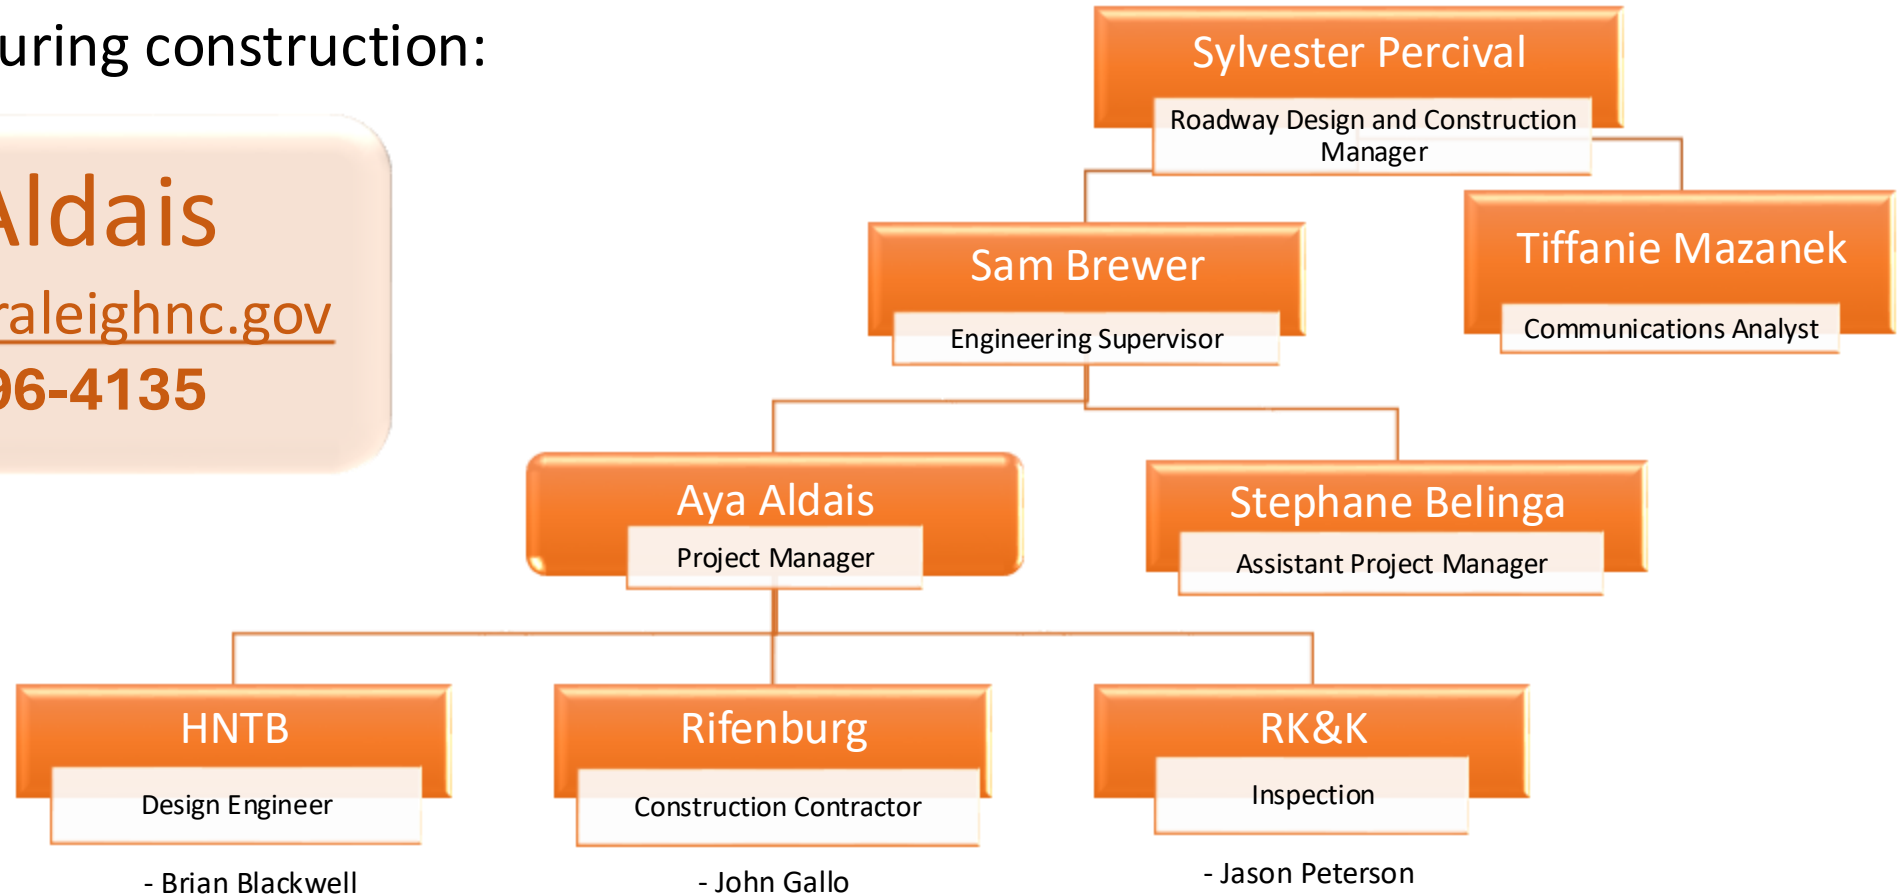 uring construction:
Aldais
raleighnc.gov
96-4135
Sylvester Percival
Roadway Design and Construction
Manager
Sam Brewer
Engineering Supervisor
Tiffanie Mazanek
Communications Analyst
Aya Aldais
Project Manager
Stephane Belinga
Assistant Project Manager
HNTB
Design Engineer
- Brian Blackwell
Rifenburg
Construction Contractor
- John Gallo
RK&K
Inspection
- Jason Peterson